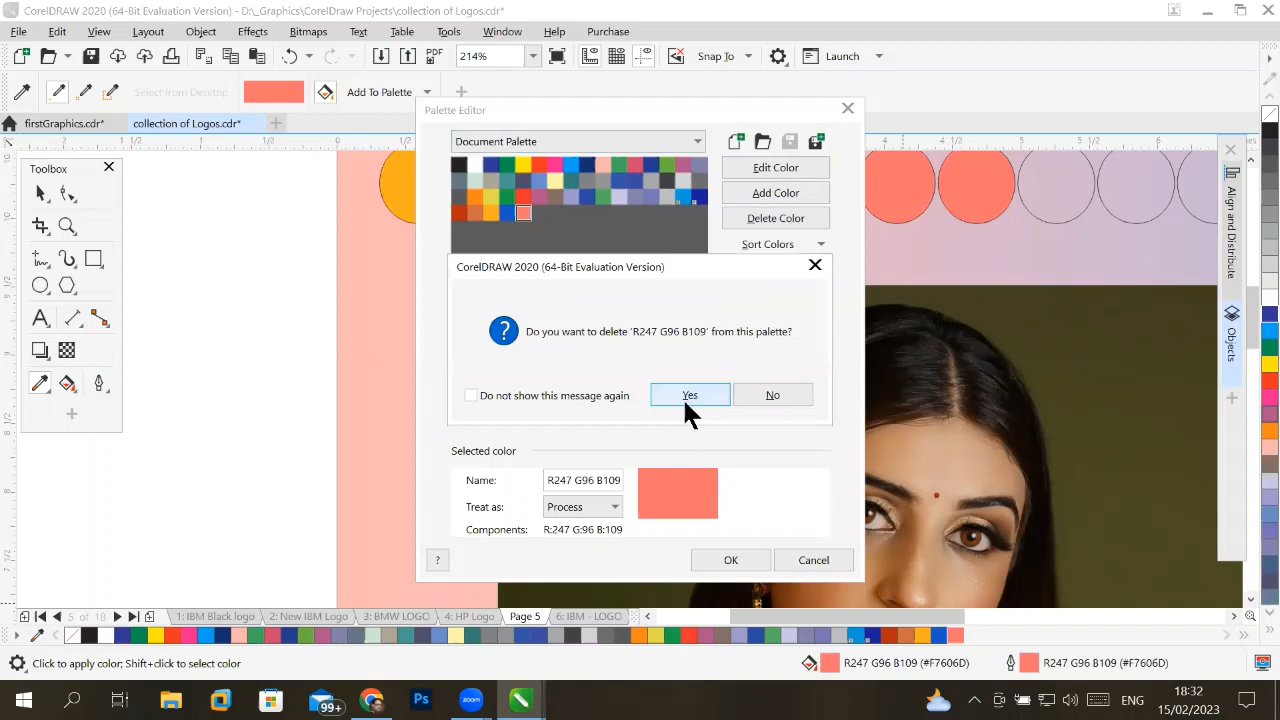 CorelDRAW 2020 (64-Bit Evaluation Version) - D:\_Graphics\CorelDraw Projects\collection of Logos.cdr*
File Edit View Layout Object Effects Bitmaps Text Table Tools Window Help Purchase
PDF 214% Snap To Launch
Select from Desktop Add To Palette
firstGraphics.cdr* collection of Logos.cdr*
Toolbox
Palette Editor
Document Palette
Edit Color
Add Color
Delete Color
Sort Colors
CorelDRAW 2020 (64-Bit Evaluation Version)
Do you want to delete 'R247 G96 B109' from this palette?
Do not show this message again Yes No
Selected color
Name: R247 G96 B109
Treat as: Process
Components: R:247 G:96 B:109
? OK Cancel
Align and Distribute
Objects
5 of 18 1: IBM Black logo 2: New IBM Logo 3: BMW LOGO 4: HP Logo Page 5 6: IBM - LOGO
Click to apply color; Shift+click to select color R247 G96 B109 (#F7606D) R247 G96 B109 (#F7606D)
99+ Ps zoom ENG 18:32
15/02/2023